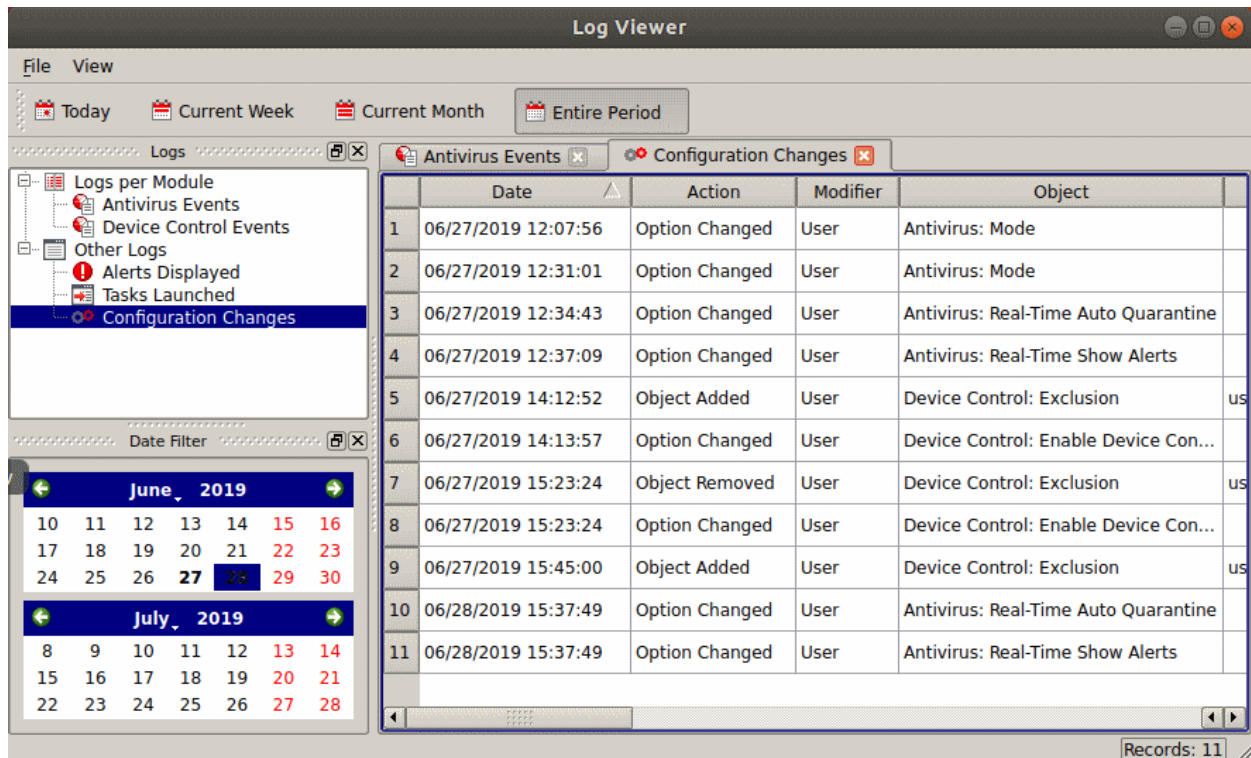 Log Viewer
File View
Today Current Week Current Month Entire Period
Logs
Logs per Module
Antivirus Events
Device Control Events
Other Logs
Alerts Displayed
Tasks Launched
Configuration Changes
Date Filter
June 2019
10 11 12 13 14 15 16
17 18 19 20 21 22 23
24 25 26 27 28 29 30
July 2019
8 9 10 11 12 13 14
15 16 17 18 19 20 21
22 23 24 25 26 27 28
Antivirus Events Configuration Changes
Date Action Modifier Object
1 06/27/2019 12:07:56 Option Changed User Antivirus: Mode
2 06/27/2019 12:31:01 Option Changed User Antivirus: Mode
3 06/27/2019 12:34:43 Option Changed User Antivirus: Real-Time Auto Quarantine
4 06/27/2019 12:37:09 Option Changed User Antivirus: Real-Time Show Alerts
5 06/27/2019 14:12:52 Object Added User Device Control: Exclusion us
6 06/27/2019 14:13:57 Option Changed User Device Control: Enable Device Con...
7 06/27/2019 15:23:24 Object Removed User Device Control: Exclusion us
8 06/27/2019 15:23:24 Option Changed User Device Control: Enable Device Con...
9 06/27/2019 15:45:00 Object Added User Device Control: Exclusion us
10 06/28/2019 15:37:49 Option Changed User Antivirus: Real-Time Auto Quarantine
11 06/28/2019 15:37:49 Option Changed User Antivirus: Real-Time Show Alerts
Records: 11